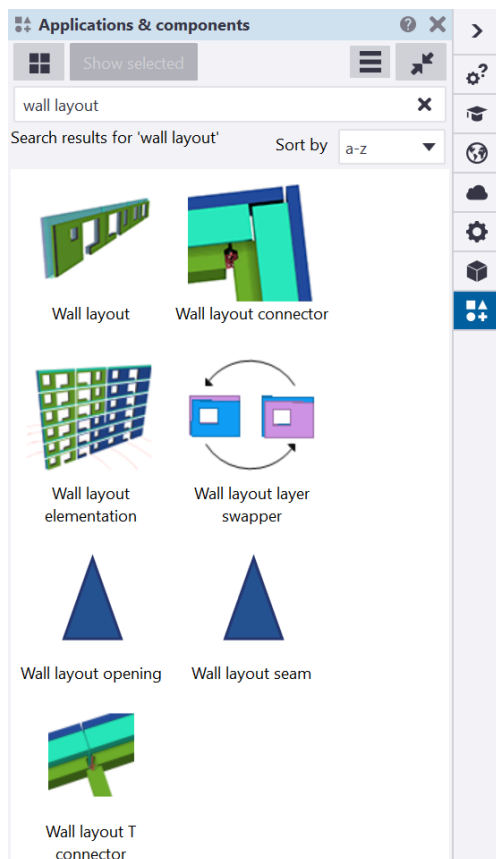 Applications & components
Show selected
wall layout
Search results for 'wall layout'
Sort by
a-z
Wall layout
Wall layout connector
Wall layout
elementation
Wall layout layer
swapper
Wall layout opening
Wall layout seam
Wall layout T
connector